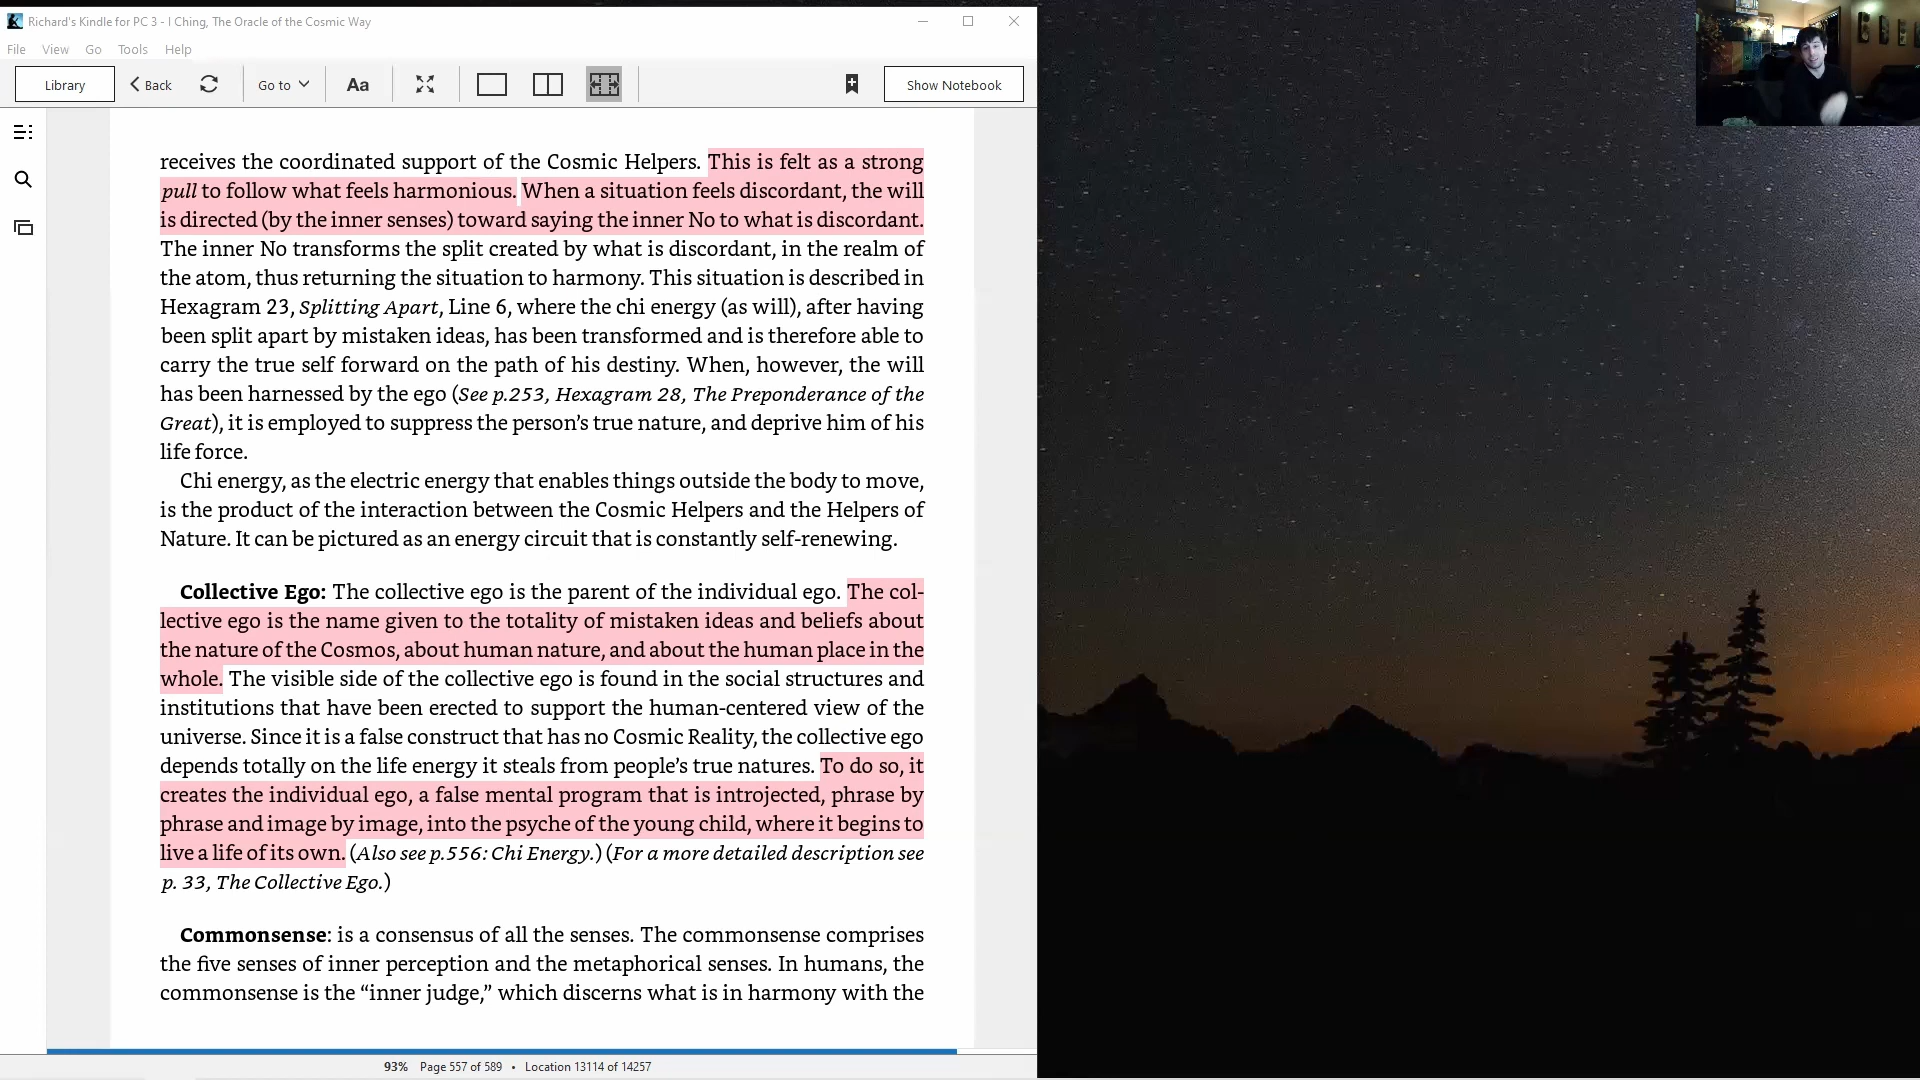 Richard's Kindle for PC 3 - I Ching, The Oracle of the Cosmic Way
File View Go Tools Help
Library Back Go to Aa Show Notebook
receives the coordinated support of the Cosmic Helpers. This is felt as a strong
pull to follow what feels harmonious. When a situation feels discordant, the will
is directed (by the inner senses) toward saying the inner No to what is discordant.
The inner No transforms the split created by what is discordant, in the realm of
the atom, thus returning the situation to harmony. This situation is described in
Hexagram 23, Splitting Apart, Line 6, where the chi energy (as will), after having
been split apart by mistaken ideas, has been transformed and is therefore able to
carry the true self forward on the path of his destiny. When, however, the will
has been harnessed by the ego (See p.253, Hexagram 28, The Preponderance of the
Great), it is employed to suppress the person’s true nature, and deprive him of his
life force.
Chi energy, as the electric energy that enables things outside the body to move,
is the product of the interaction between the Cosmic Helpers and the Helpers of
Nature. It can be pictured as an energy circuit that is constantly self-renewing.
Collective Ego: The collective ego is the parent of the individual ego. The col-
lective ego is the name given to the totality of mistaken ideas and beliefs about
the nature of the Cosmos, about human nature, and about the human place in the
whole. The visible side of the collective ego is found in the social structures and
institutions that have been erected to support the human-centered view of the
universe. Since it is a false construct that has no Cosmic Reality, the collective ego
depends totally on the life energy it steals from people’s true natures. To do so, it
creates the individual ego, a false mental program that is introjected, phrase by
phrase and image by image, into the psyche of the young child, where it begins to
live a life of its own. (Also see p.556: Chi Energy.) (For a more detailed description see
p. 33, The Collective Ego.)
Commonsense: is a consensus of all the senses. The commonsense comprises
the five senses of inner perception and the metaphorical senses. In humans, the
commonsense is the “inner judge,” which discerns what is in harmony with the
93% Page 557 of 589 • Location 13114 of 14257